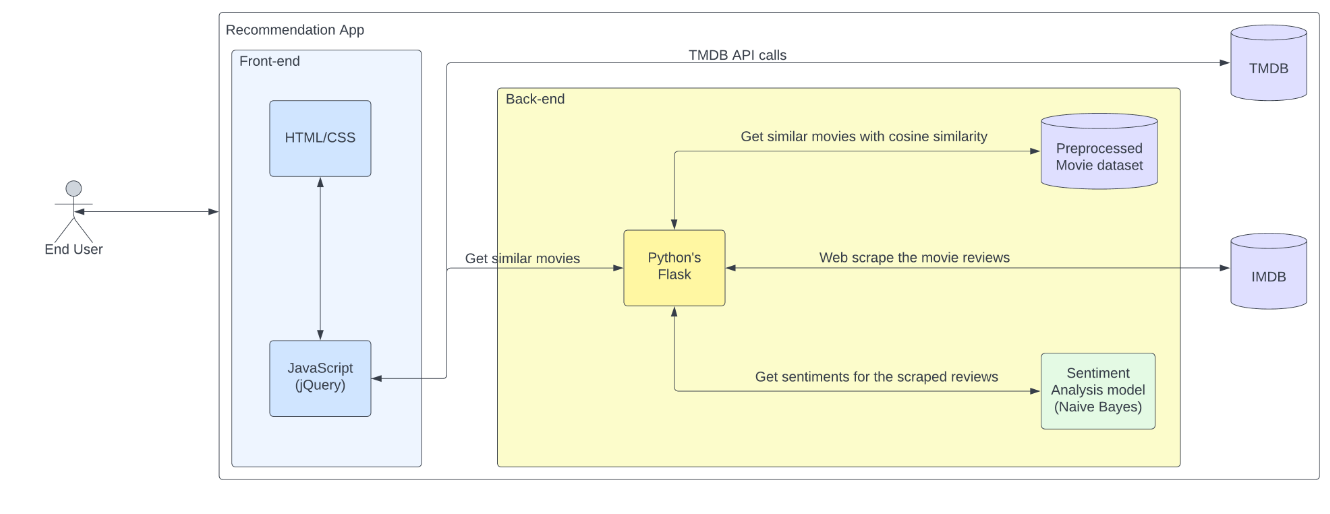 Recommendation App
Front-end
TMDB API calls
TMDB
HTML/CSS
Back-end
Get similar movies with cosine similarity
Preprocessed
Movie dataset
End User
Get similar movies
Python's
Flask
Web scrape the movie reviews
IMDB
JavaScript
(jQuery)
Get sentiments for the scraped reviews
Sentiment
Analysis model
(Naive Bayes)